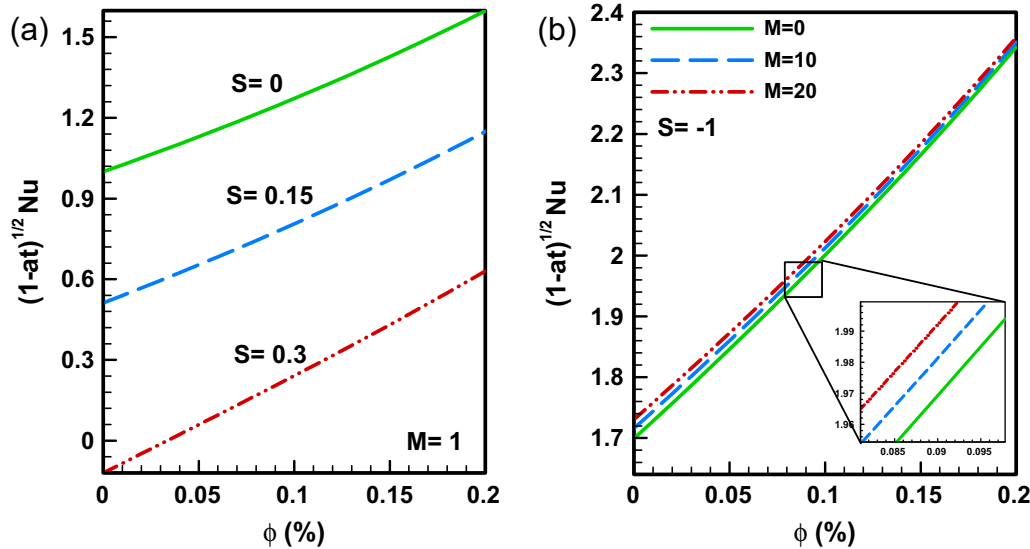 (a)
(1-at)^1/2 Nu
1.5
1.2
0.9
0.6
0.3
0
S= 0
S= 0.15
S= 0.3
M= 1
0
0.05
0.1
0.15
0.2
ϕ (%)
(b)
(1-at)^1/2 Nu
2.4
2.3
2.2
2.1
2
1.9
1.8
1.7
M=0
M=10
M=20
S= -1
1.99
1.98
1.97
1.96
0.085
0.09
0.095
0
0.05
0.1
0.15
0.2
ϕ (%)